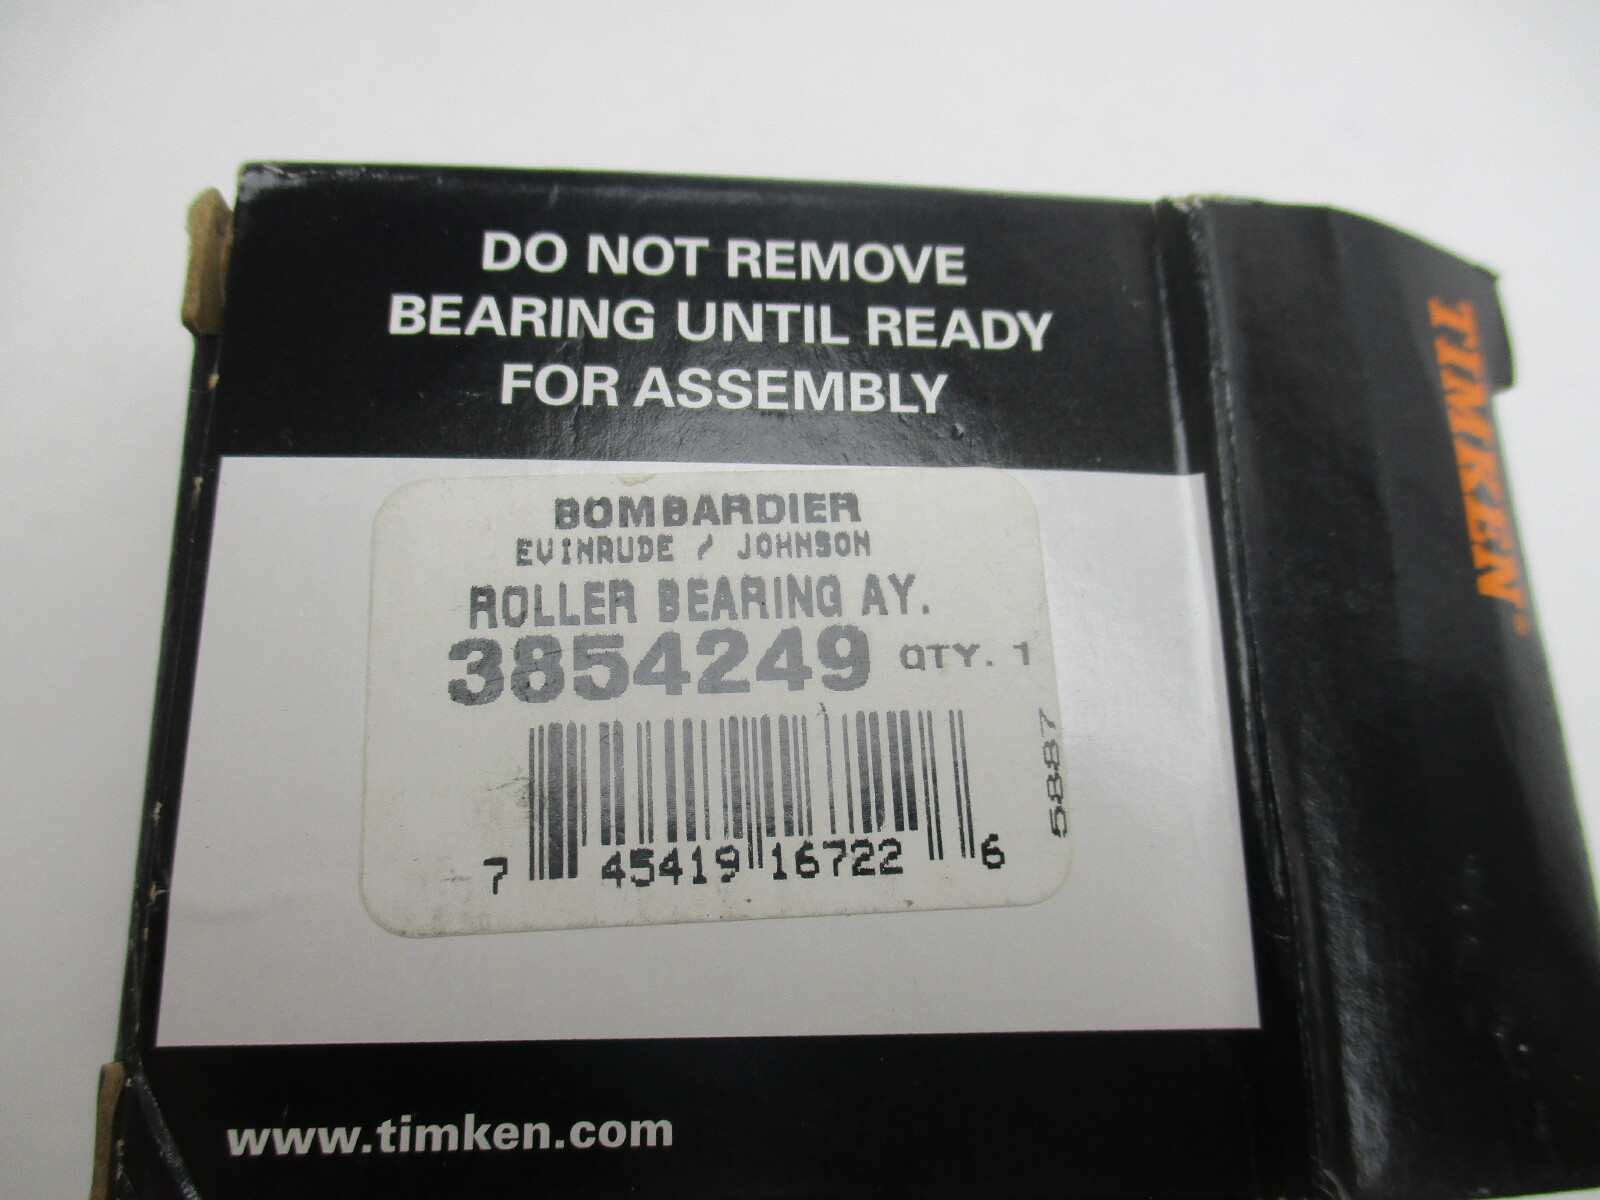 DO NOT REMOVE
BEARING UNTIL READY
FOR ASSEMBLY
BOMBARDIER
EVINRUDE / JOHNSON
ROLLER BEARING AY.
3854249 QTY. 1
5887
7 45419 16722 6
www.timken.com
TIMKEN®